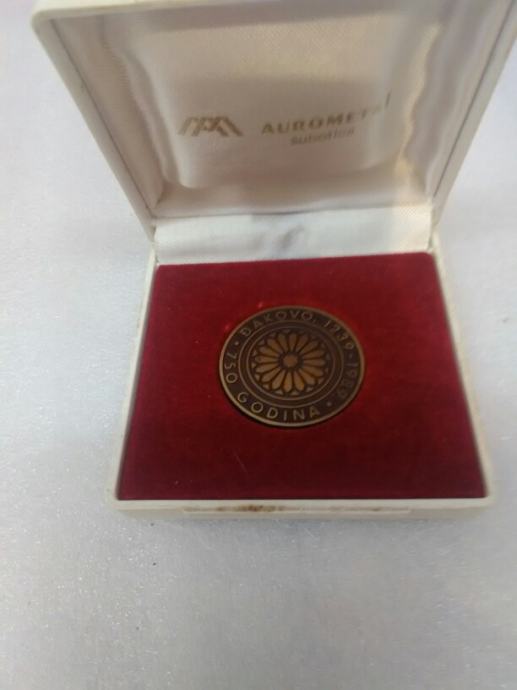 AUROMETAL
subotica
ĐAKOVO, 1239 • 1989 •
750 GODINA •